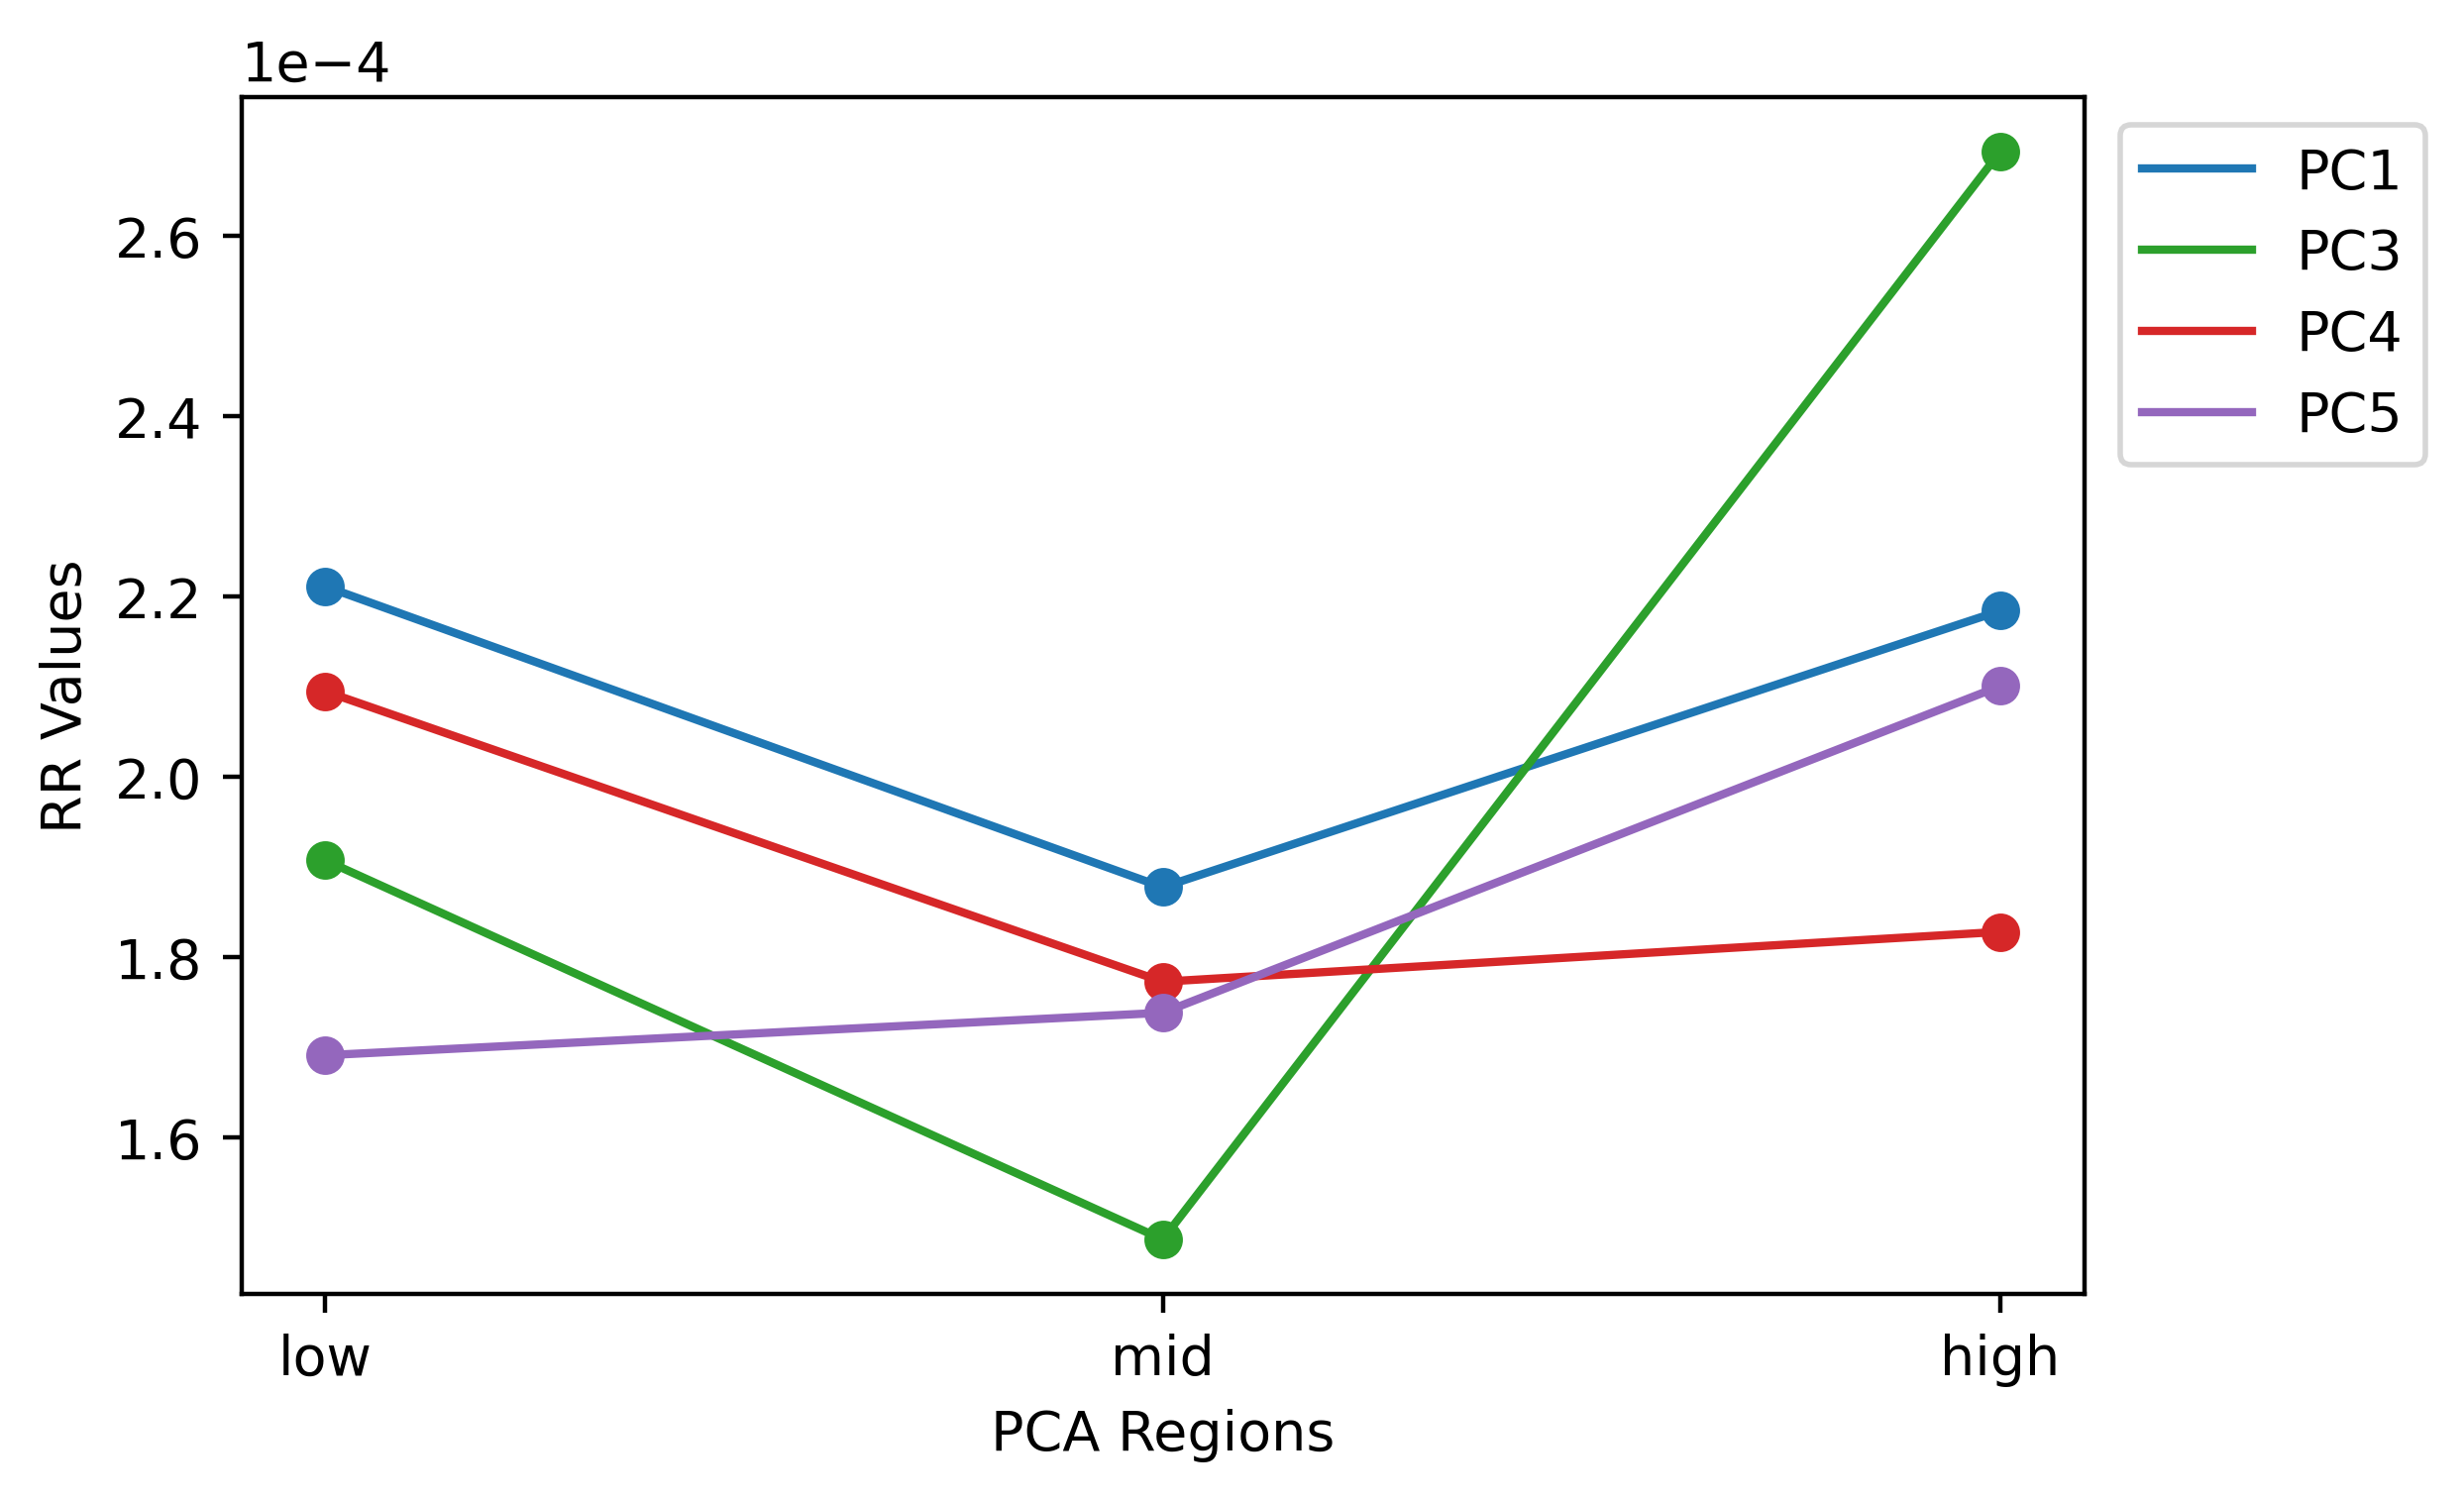 1e−4
2.6
2.4
2.2
2.0
1.8
1.6
RR Values
low mid high
PCA Regions
PC1
PC3
PC4
PC5